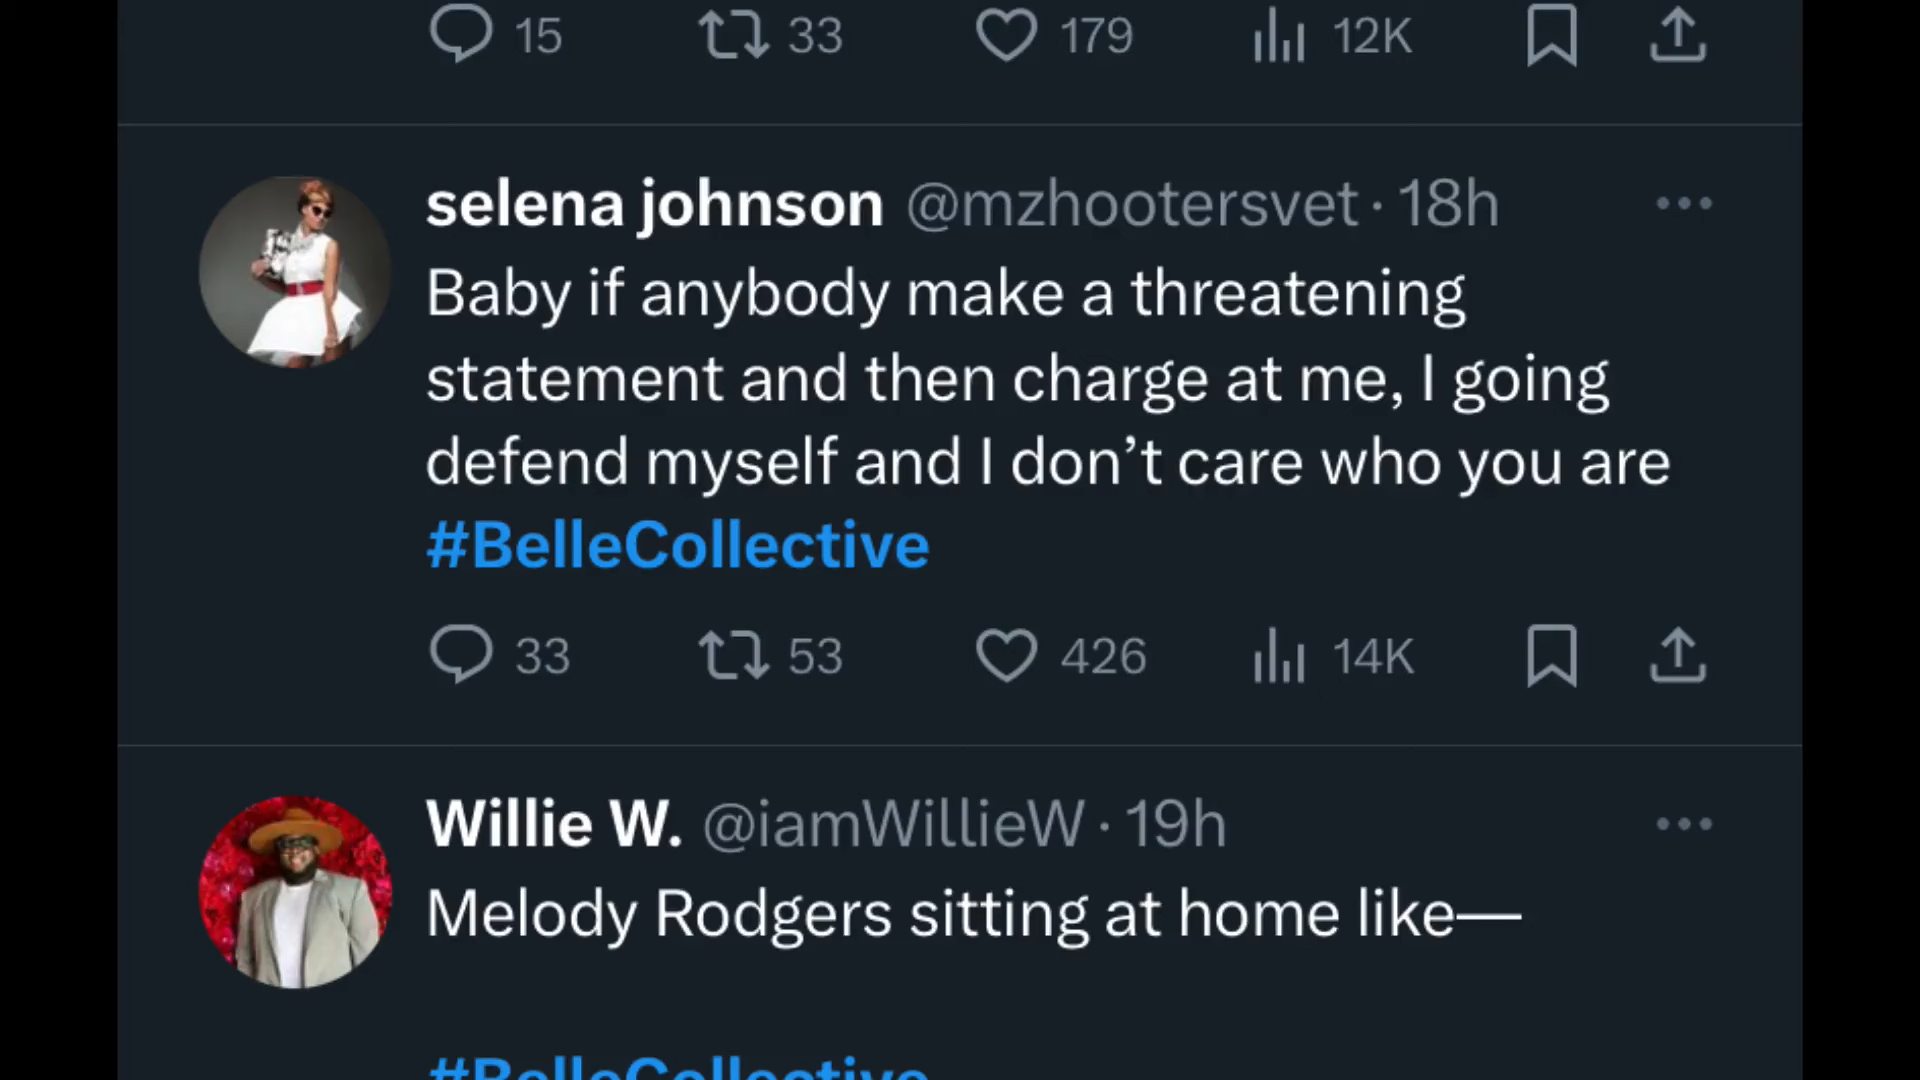 15 33 179 12K
selena johnson @mzhootersvet · 18h
Baby if anybody make a threatening
statement and then charge at me, I going
defend myself and I don’t care who you are
#BelleCollective
33 53 426 14K
Willie W. @iamWillieW · 19h
Melody Rodgers sitting at home like—
#BelleCollective